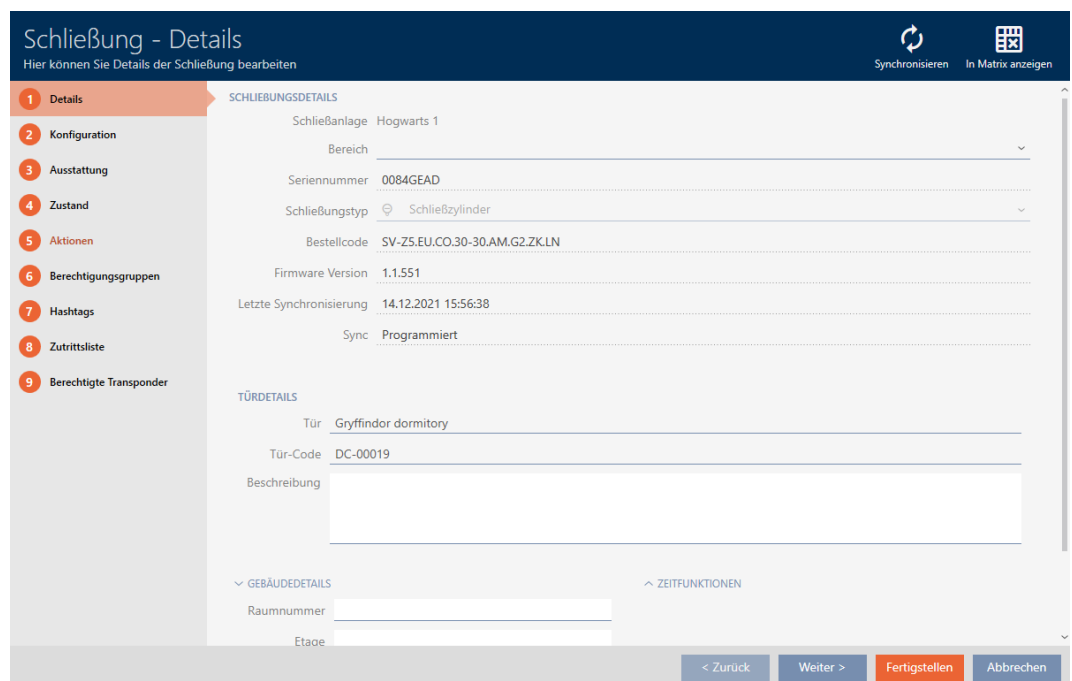 Schließung - Details
Hier können Sie Details der Schließung bearbeiten
Synchronisieren
In Matrix anzeigen
1 Details
2 Konfiguration
3 Ausstattung
4 Zustand
5 Aktionen
6 Berechtigungsgruppen
7 Hashtags
8 Zutrittsliste
9 Berechtigte Transponder
SCHLIEßUNGSDETAILS
Schließanlage Hogwarts 1
Bereich
Seriennummer 0084GEAD
Schließungstyp Schließzylinder
Bestellcode SV-Z5.EU.CO.30-30.AM.G2.ZK.LN
Firmware Version 1.1.551
Letzte Synchronisierung 14.12.2021 15:56:38
Sync Programmiert
TÜRDETAILS
Tür Gryffindor dormitory
Tür-Code DC-00019
Beschreibung
GEBÄUDEDETAILS
ZEITFUNKTIONEN
Raumnummer
Etage
< Zurück
Weiter >
Fertigstellen
Abbrechen